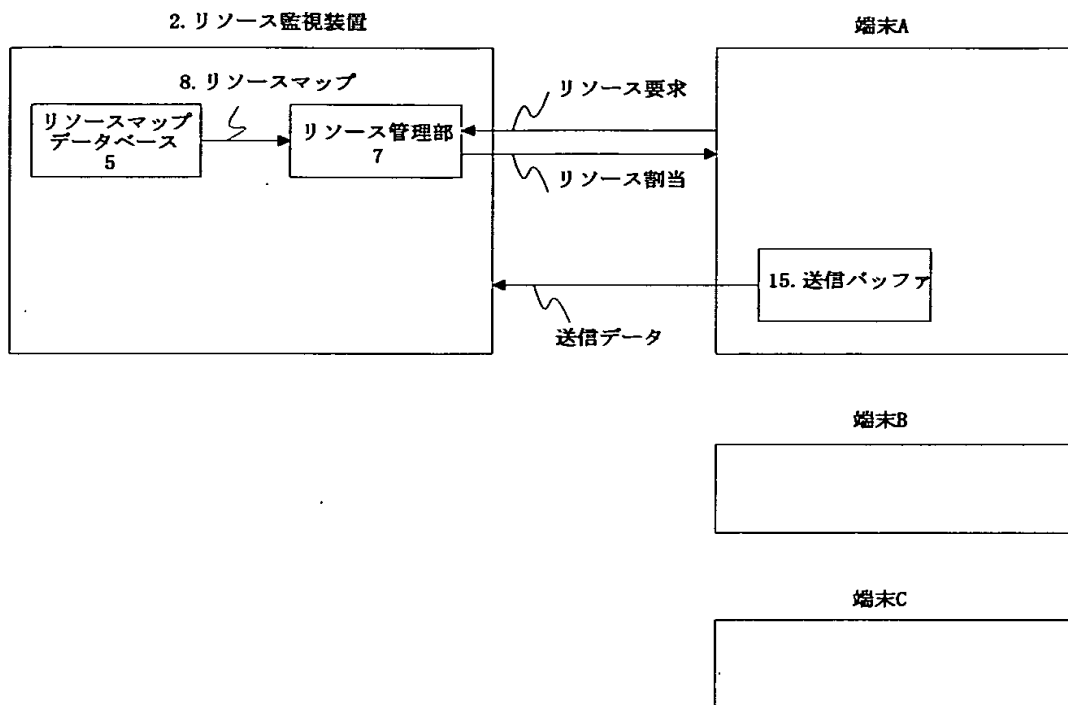 2. リソース監視装置
端末A
8. リソースマップ
リソース要求
リソースマップ
データベース
5
リソース管理部
7
リソース割当
15. 送信バッファ
送信データ
端末B
端末C